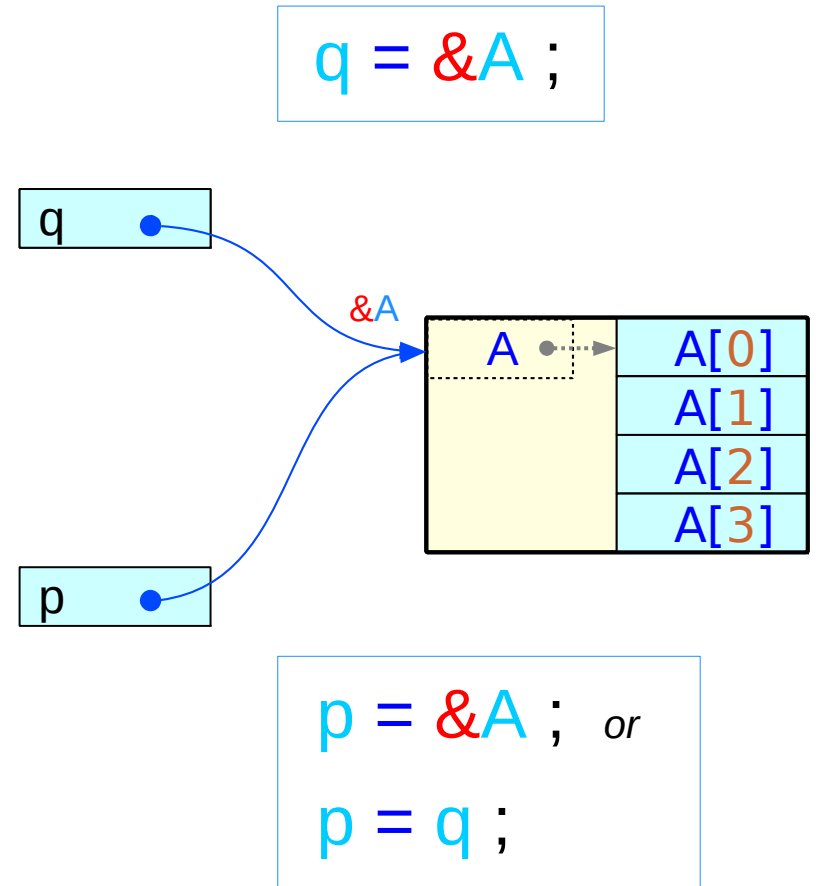 q = &A ;
q
&A
A
A[0]
A[1]
A[2]
A[3]
p
p = &A ; or
p = q ;